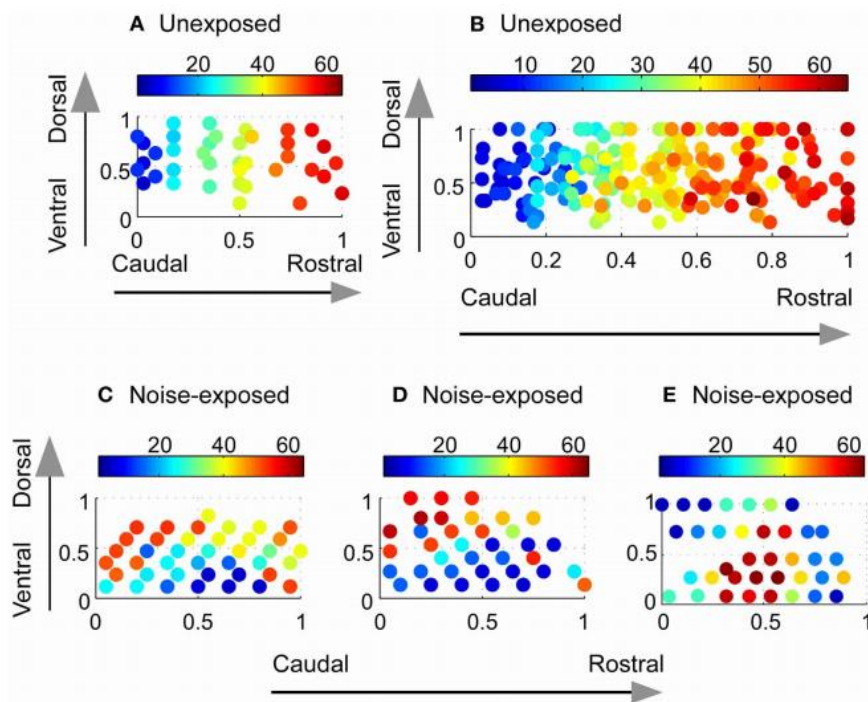 A Unexposed
20 40 60
Dorsal
Ventral
1
0.5
0
0 0.5 1
Caudal Rostral
B Unexposed
10 20 30 40 50 60
Dorsal
Ventral
1
0.5
0
0 0.2 0.4 0.6 0.8 1
Caudal Rostral
C Noise-exposed
20 40 60
Dorsal
Ventral
1
0.5
0
0 0.5 1
D Noise-exposed
20 40 60
1
0.5
0
0 0.5 1
E Noise-exposed
20 40 60
1
0.5
0
0 0.5 1
Caudal Rostral